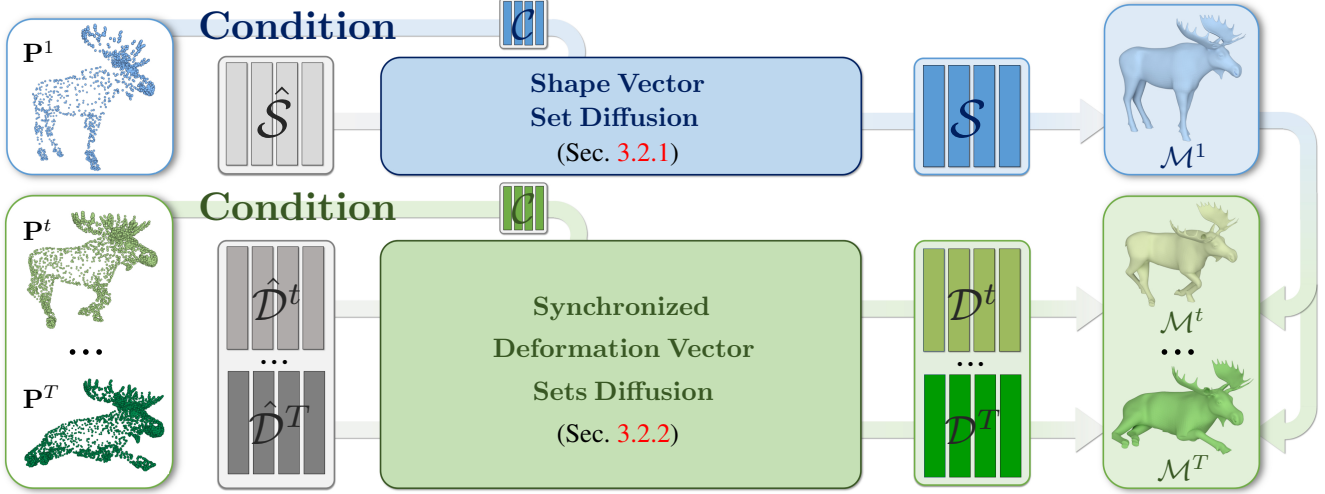 P^1
Condition
C
Ŝ
Shape Vector
Set Diffusion
(Sec. 3.2.1)
S
M^1
Condition
C
P^t
...
P^T
D̂^t
...
D̂^T
Synchronized
Deformation Vector
Sets Diffusion
(Sec. 3.2.2)
D^t
...
D^T
M^t
...
M^T